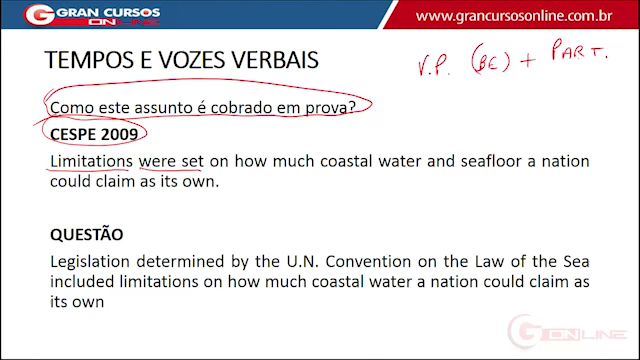 GRAN CURSOS
ONLINE
www.grancursosonline.com.br
TEMPOS E VOZES VERBAIS
V.P. (BE) + PART.
Como este assunto é cobrado em prova?
CESPE 2009
Limitations were set on how much coastal water and seafloor a nation
could claim as its own.
QUESTÃO
Legislation determined by the U.N. Convention on the Law of the Sea
included limitations on how much coastal water a nation could claim as
its own
G ONLINE